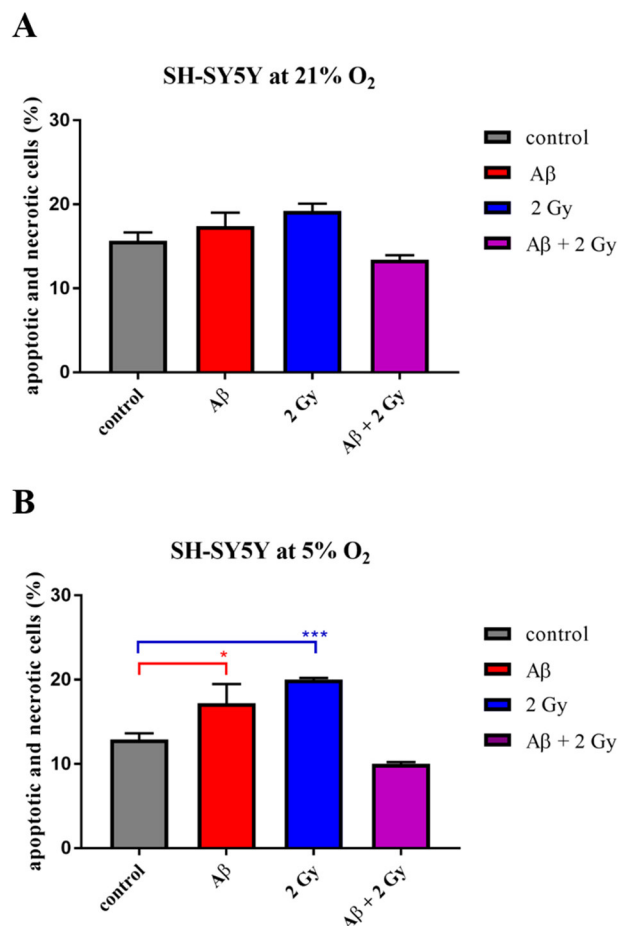 A
SH-SY5Y at 21% O₂
apoptotic and necrotic cells (%)
30
20
10
0
control
Aβ
2 Gy
Aβ + 2 Gy
control
Aβ
2 Gy
Aβ + 2 Gy
B
SH-SY5Y at 5% O₂
apoptotic and necrotic cells (%)
30
20
10
0
***
*
control
Aβ
2 Gy
Aβ + 2 Gy
control
Aβ
2 Gy
Aβ + 2 Gy